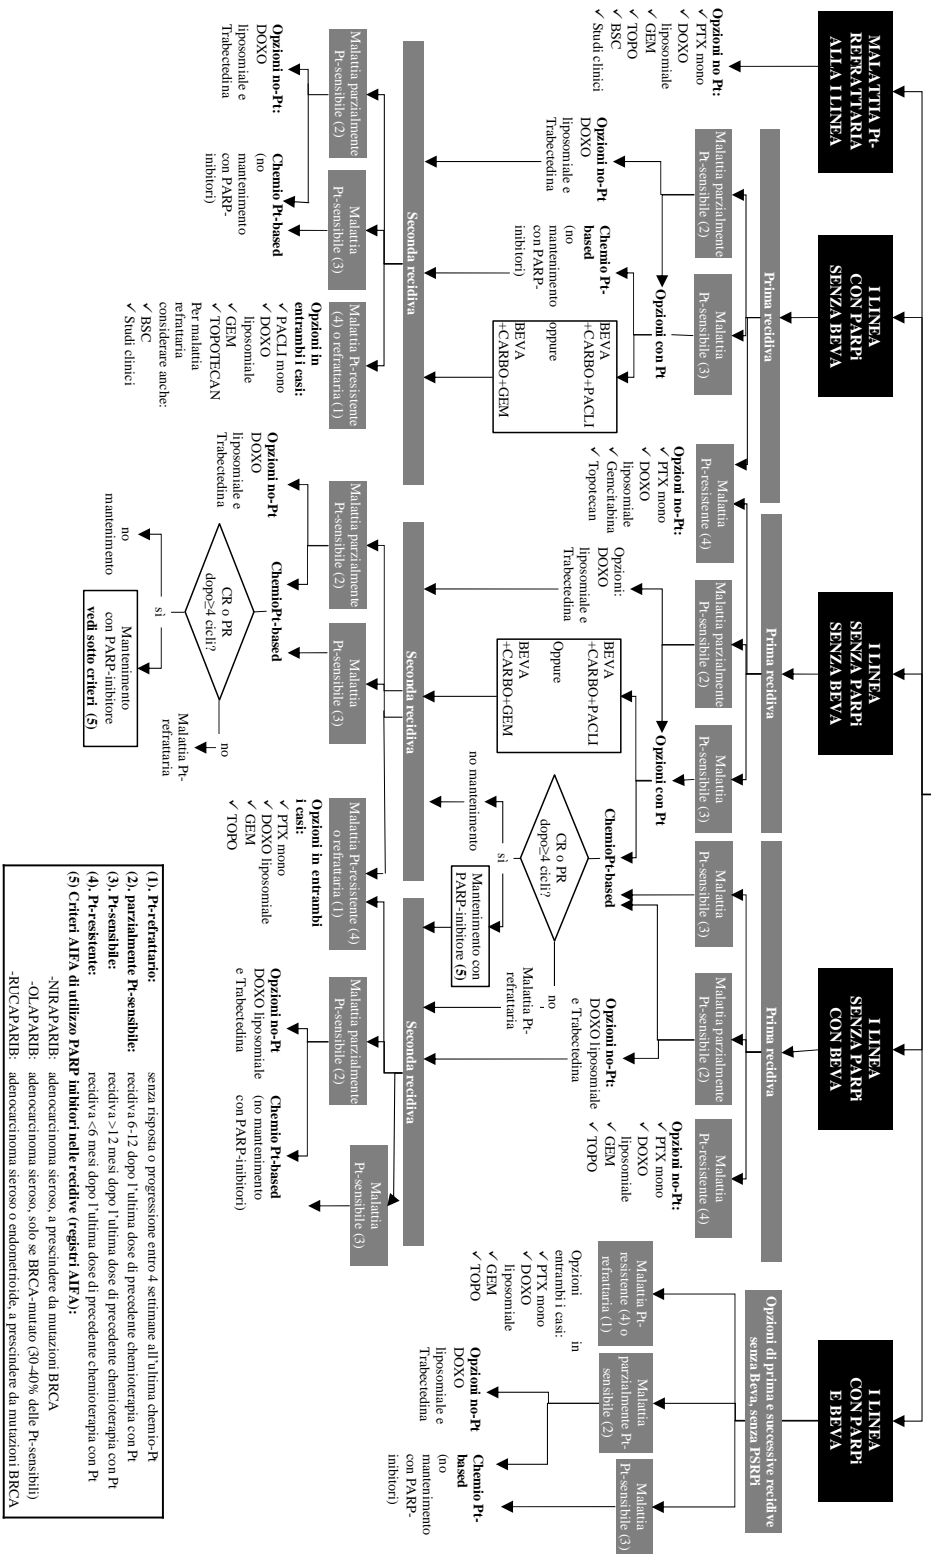 MALATTIA Pt-
REFRATTARIA
ALLA I LINEA
I LINEA
CON PARPi
SENZA BEVA
I LINEA
SENZA PARPi
SENZA BEVA
I LINEA
SENZA PARPi
CON BEVA
I LINEA
CON PARPi
E BEVA
Opzioni no Pt:
✓ PTX mono
✓ DOXO
liposomiale
✓ GEM
✓ TOPO
✓ BSC
✓ Studi clinici
Prima recidiva
Malattia parzialmente
Pt-sensibile (2)
Malattia
Pt-sensibile (3)
Malattia
Pt-resistente (4)
Opzioni no-Pt
DOXO
liposomiale e
Trabectedina
Opzioni con Pt
Chemio Pt-
based
(no
mantenimento
con PARP-
inibitori)
BEVA
+CARBO+PACLI
oppure
BEVA
+CARBO+GEM
Opzioni no-Pt:
✓ PTX mono
✓ DOXO
liposomiale
✓ Gemcitabina
✓ Topotecan
Seconda recidiva
Malattia parzialmente
Pt-sensibile (2)
Malattia
Pt-sensibile (3)
Malattia Pt-resistente
(4) o refrattaria (1)
Opzioni no-Pt:
DOXO
liposomiale e
Trabectedina
Chemio Pt-based
(no
mantenimento
con PARP-
inibitori)
Opzioni in
entrambi i casi:
✓ PACLI mono
✓ DOXO
liposomiale
✓ GEM
✓ TOPOTECAN
Per malattia
refrattaria
considerare anche:
✓ BSC
✓ Studi clinici
Prima recidiva
Malattia parzialmente
Pt-sensibile (2)
Malattia
Pt-sensibile (3)
Opzioni:
DOXO
liposomiale e
Trabectedina
Opzioni con Pt
BEVA
+CARBO+PACLI
Oppure
BEVA
+CARBO+GEM
ChemioPt-based
CR o PR
dopo≥4 cicli?
sì
no
no mantenimento
Mantenimento con
PARP-inibitore (5)
Malattia Pt-
refrattaria
Seconda recidiva
Malattia parzialmente
Pt-sensibile (2)
Malattia
Pt-sensibile (3)
Malattia Pt-resistente (4)
o refrattaria (1)
Opzioni no-Pt
DOXO
liposomiale e
Trabectedina
ChemioPt-based
CR o PR
dopo≥4 cicli?
sì
no
no
mantenimento
Mantenimento
con PARP-inibitore
vedi sotto criteri (5)
Malattia Pt-
refrattaria
Opzioni in entrambi
i casi:
✓ PTX mono
✓ DOXO liposomiale
✓ GEM
✓ TOPO
Prima recidiva
Malattia
Pt-sensibile (3)
Malattia parzialmente
Pt-sensibile (2)
Malattia
Pt-resistente (4)
Opzioni no-Pt:
DOXO liposomiale
e Trabectedina
Opzioni no-Pt:
✓ PTX mono
✓ DOXO
liposomiale
✓ GEM
✓ TOPO
Seconda recidiva
Malattia parzialmente
Pt-sensibile (2)
Malattia
Pt-sensibile (3)
Opzioni no-Pt
DOXO liposomiale
e Trabectedina
Chemio Pt-based
(no mantenimento
con PARP-inibitori)
Opzioni di prima e successive recidive
senza Beva, senza PSRPi
Malattia Pt-
resistente (4) o
refrattaria (1)
Malattia
parzialmente Pt-
sensibile (2)
Malattia
Pt-sensibile (3)
Opzioni in
entrambi i casi:
✓ PTX mono
✓ DOXO
liposomiale
✓ GEM
✓ TOPO
Opzioni no-Pt
DOXO
liposomiale e
Trabectedina
Chemio Pt-
based
(no
mantenimento
con PARP-
inibitori)
(1). Pt-refrattario: senza risposta o progressione entro 4 settimane all'ultima chemio-Pt
(2). parzialmente Pt-sensibile: recidiva 6-12 dopo l'ultima dose di precedente chemioterapia con Pt
(3). Pt-sensibile: recidiva >12 mesi dopo l'ultima dose di precedente chemioterapia con Pt
(4). Pt-resistente: recidiva <6 mesi dopo l'ultima dose di precedente chemioterapia con Pt
(5) Criteri AIFA di utilizzo PARP inibitori nelle recidive (registri AIFA):
-NIRAPARIB: adenocarcinoma sieroso, a prescindere da mutazioni BRCA
-OLAPARIB: adenocarcinoma sieroso, solo se BRCA-mutato (30-40% delle Pt-sensibili)
-RUCAPARIB: adenocarcinoma sieroso o endometrioide, a prescindere da mutazioni BRCA